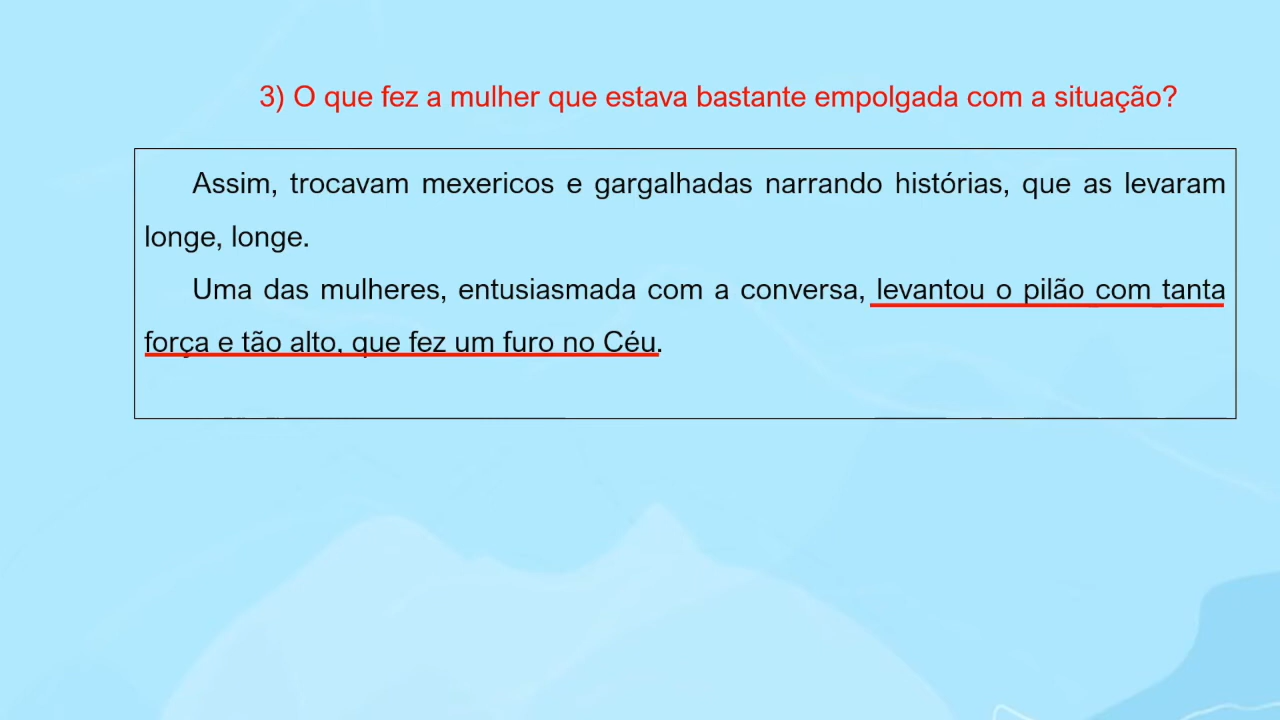 3) O que fez a mulher que estava bastante empolgada com a situação?
Assim, trocavam mexericos e gargalhadas narrando histórias, que as levaram
longe, longe.
Uma das mulheres, entusiasmada com a conversa, levantou o pilão com tanta
força e tão alto, que fez um furo no Céu.